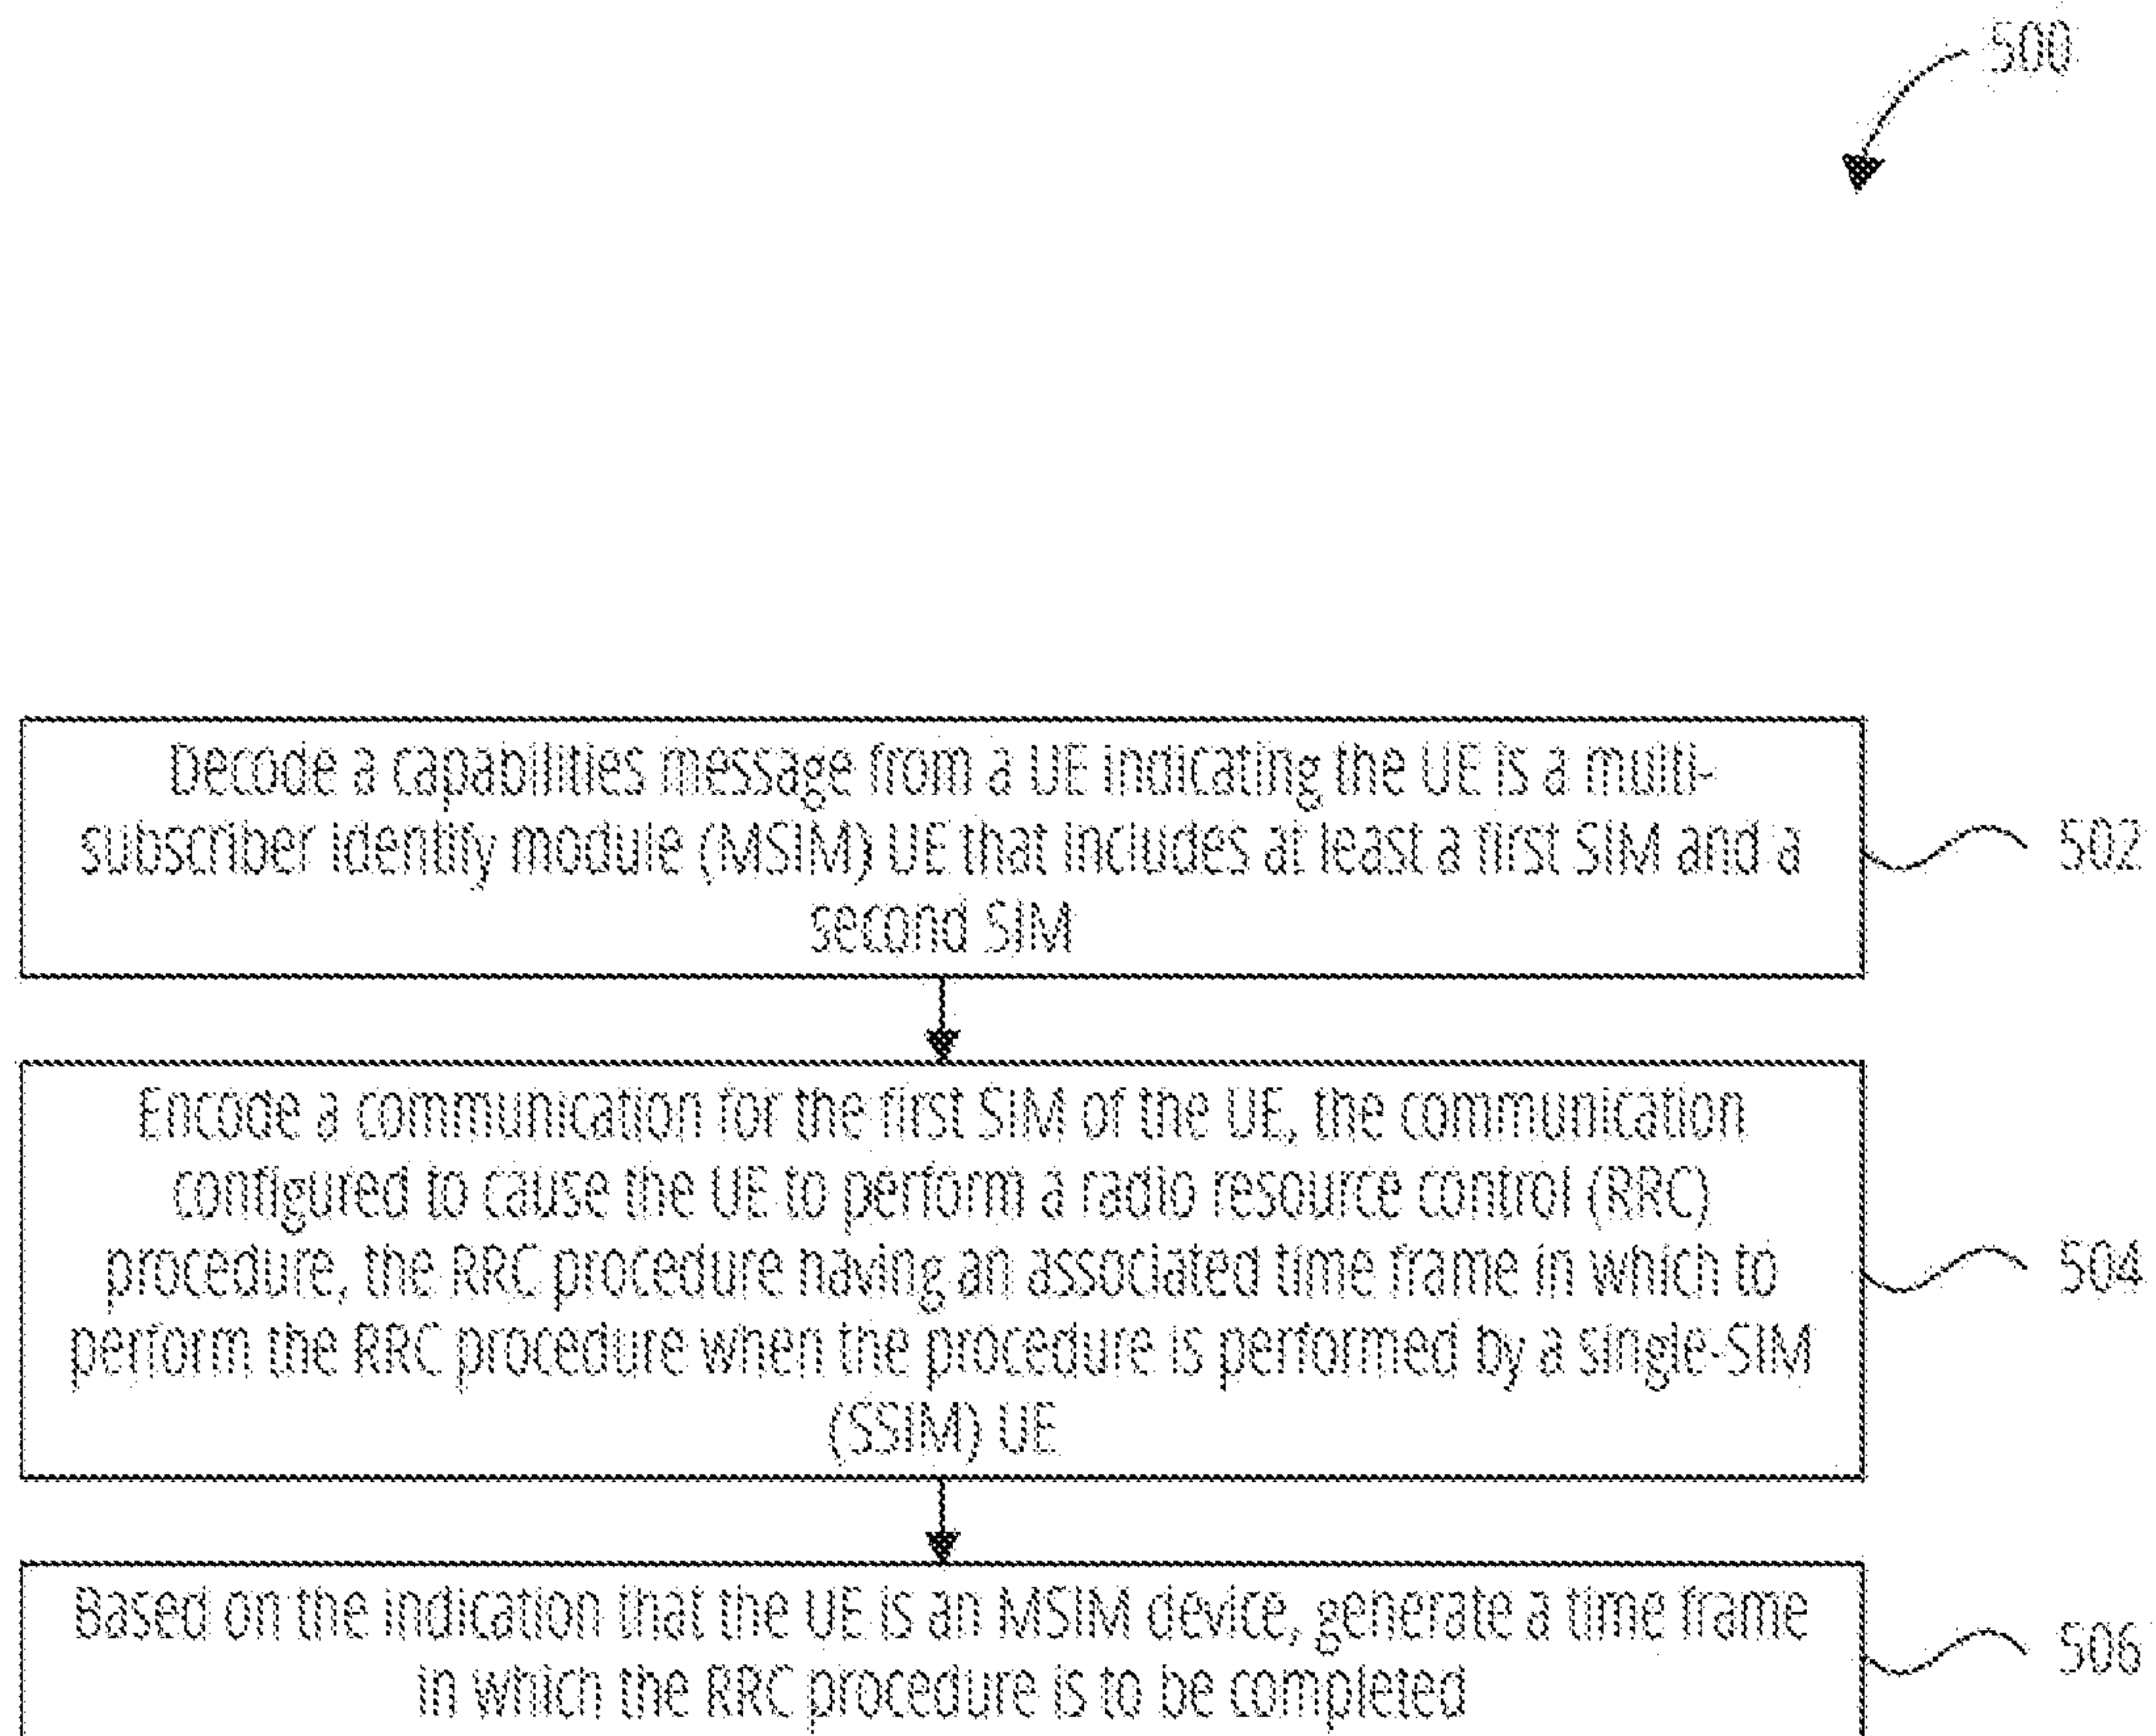 500
Decode a capabilities message from a UE indicating the UE is a multi-
subscriber identify module (MSIM) UE that includes at least a first SIM and a
second SIM
502
Encode a communication for the first SIM of the UE, the communication
configured to cause the UE to perform a radio resource control (RRC)
procedure, the RRC procedure having an associated time frame in which to
perform the RRC procedure when the procedure is performed by a single-SIM
(SSIM) UE
504
Based on the indication that the UE is an MSIM device, generate a time frame
in which the RRC procedure is to be completed
506